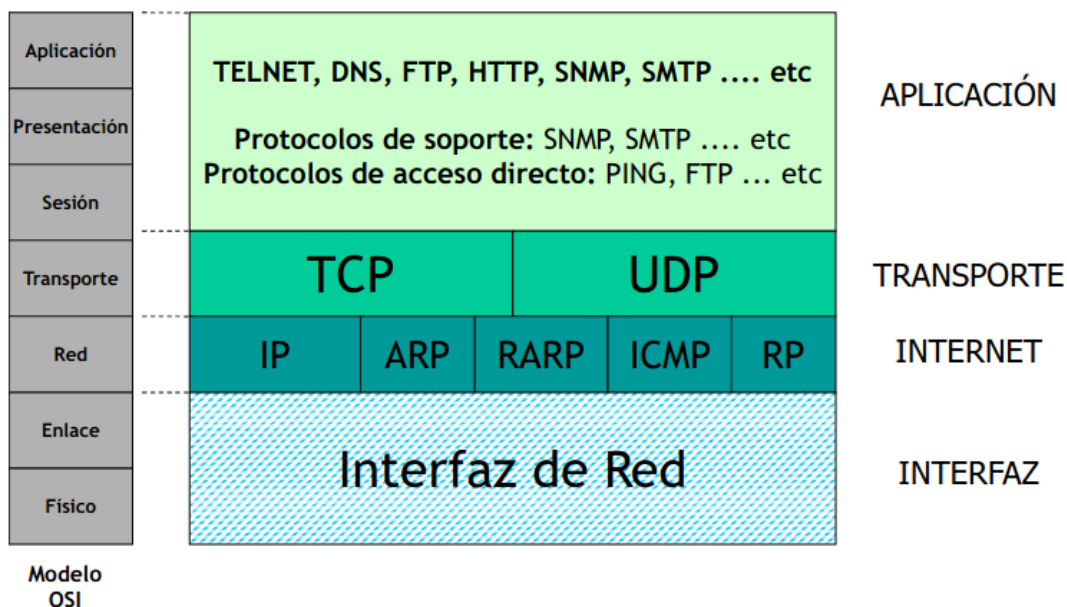 Aplicación
Presentación
Sesión
Transporte
Red
Enlace
Físico
Modelo
OSI
TELNET, DNS, FTP, HTTP, SNMP, SMTP .... etc
Protocolos de soporte: SNMP, SMTP .... etc
Protocolos de acceso directo: PING, FTP ... etc
TCP
UDP
IP
ARP
RARP
ICMP
RP
Interfaz de Red
APLICACIÓN
TRANSPORTE
INTERNET
INTERFAZ